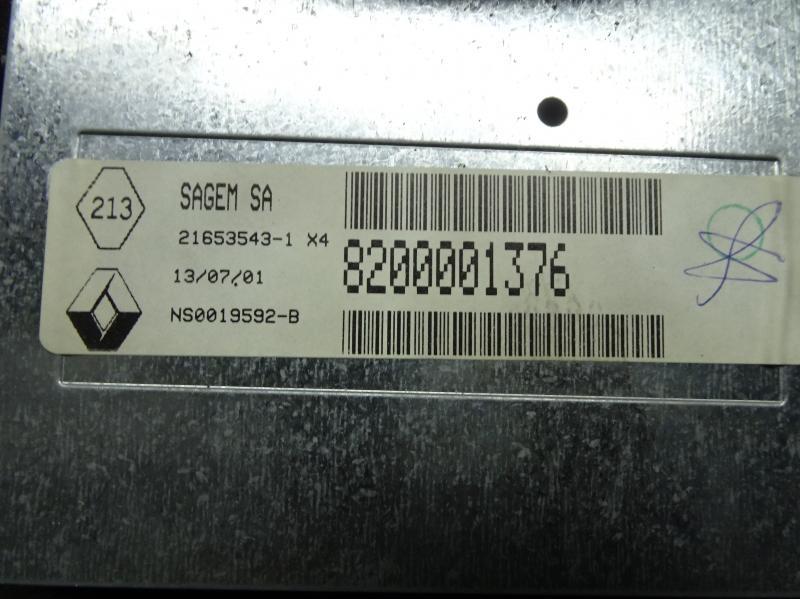 213
SAGEM SA
21653543-1 X4
13/07/01
NS0019592-B
8200001376